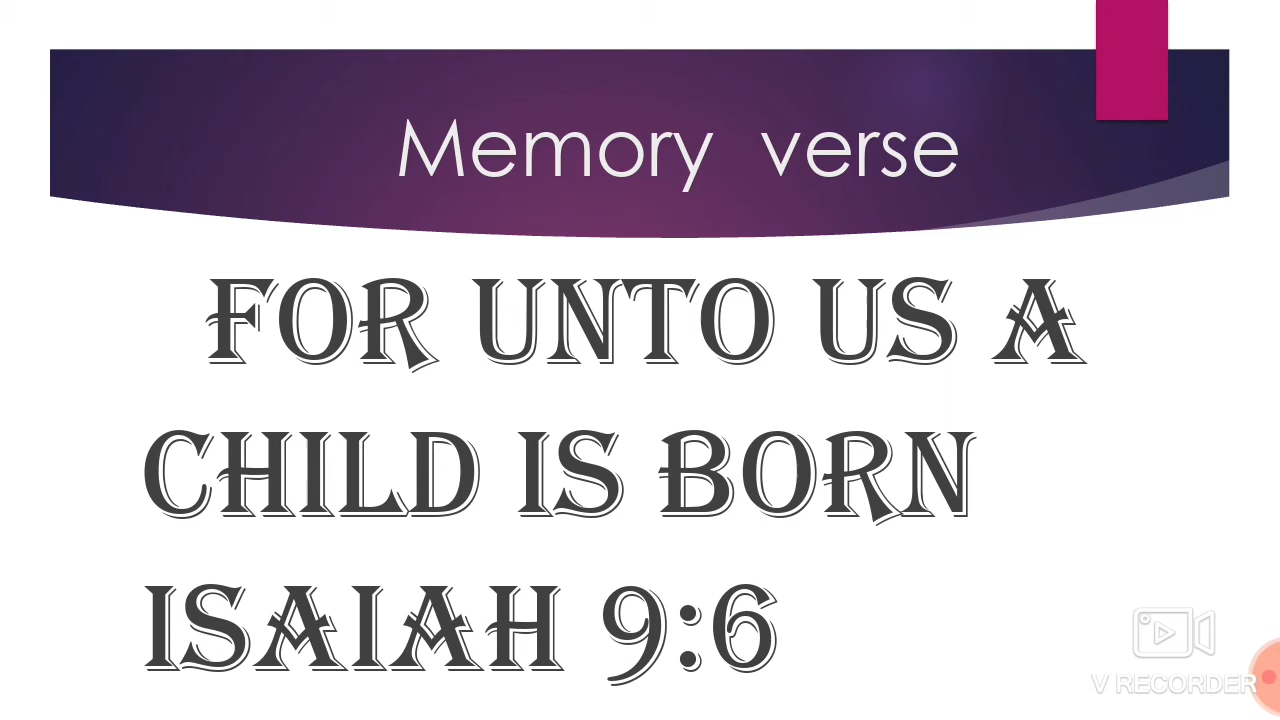 Memory verse
FOR UNTO US A
CHILD IS BORN
ISAIAH 9:6
V RECORDER